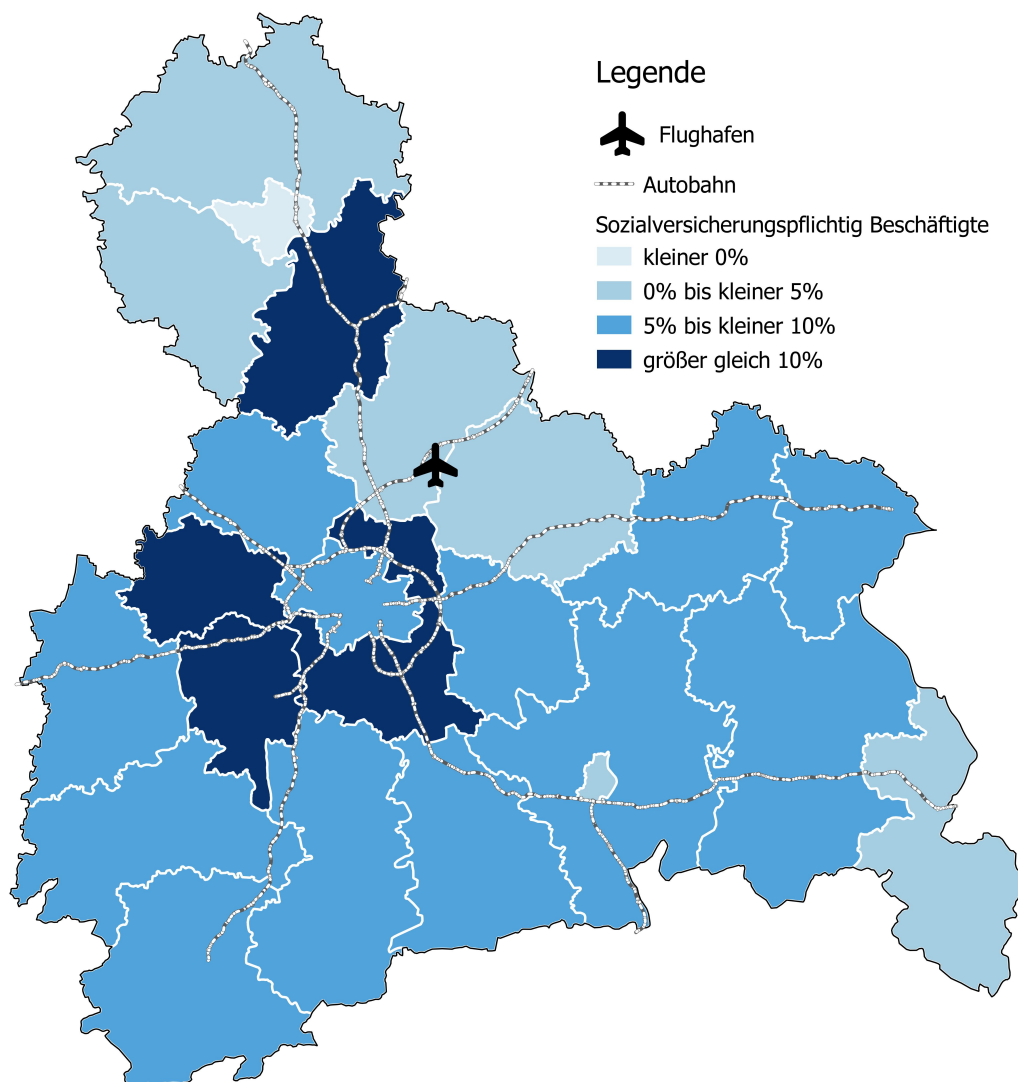 Legende
Flughafen
Autobahn
Sozialversicherungspflichtig Beschäftigte
kleiner 0%
0% bis kleiner 5%
5% bis kleiner 10%
größer gleich 10%